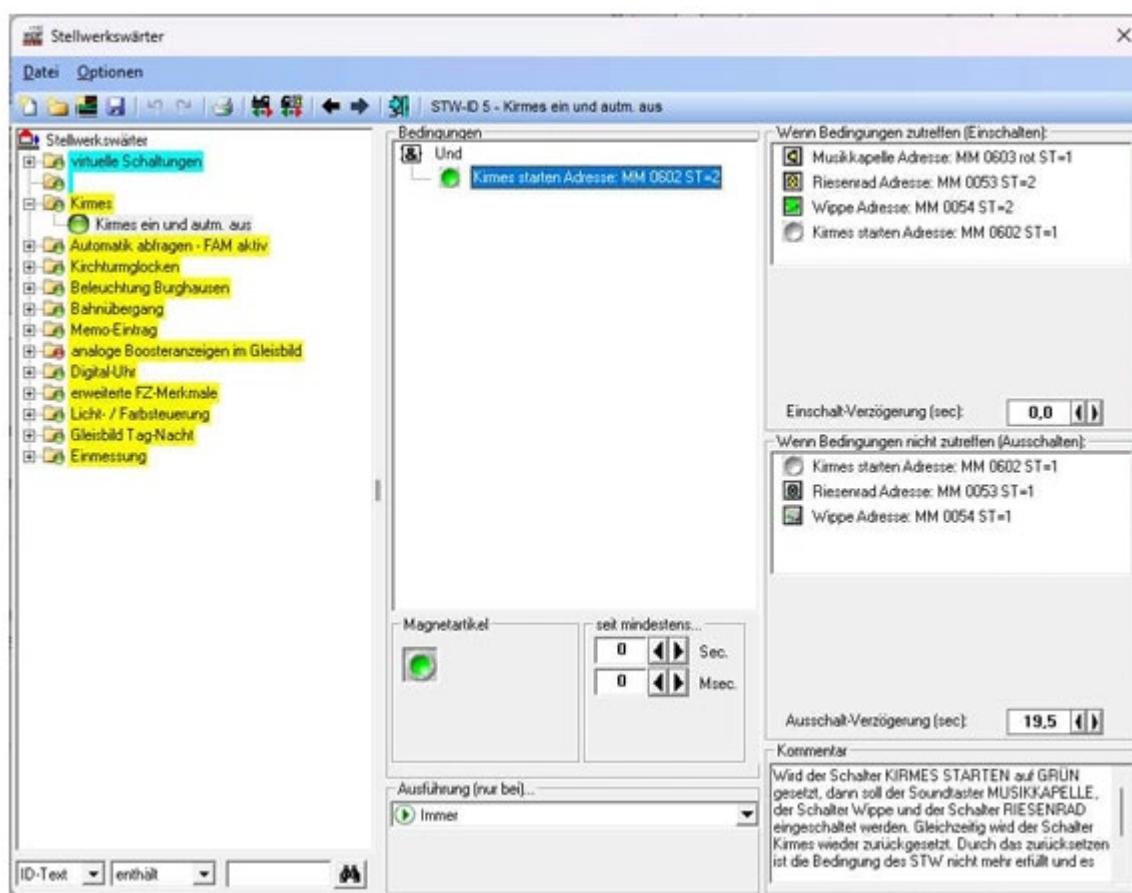 Stellwerkswärter
Datei Optionen
STW-ID 5 - Kirmes ein und autm. aus
Stellwerkswärter
virtuelle Schaltungen
Kirmes
Kirmes ein und autm. aus
Automatik abfragen - FAM aktiv
Kirchturmglocken
Beleuchtung Burghausen
Bahnübergang
Memo-Eintrag
analoge Boosteranzeigen im Gleisbild
Digital-Uhr
erweiterte FZ-Merkmale
Licht- / Farbsteuerung
Gleisbild Tag-Nacht
Einmessung
ID-Text enthält
Bedingungen
& Und
Kirmes starten Adresse: MM 0602 ST=2
Magnetartikel
seit mindestens...
0 Sec.
0 Msec.
Ausführung (nur bei)...
Immer
Wenn Bedingungen zutreffen (Einschalten):
Musikkapelle Adresse: MM 0603 rot ST=1
Riesenrad Adresse: MM 0053 ST=2
Wippe Adresse: MM 0054 ST=2
Kirmes starten Adresse: MM 0602 ST=1
Einschalt-Verzögerung (sec): 0,0
Wenn Bedingungen nicht zutreffen (Ausschalten):
Kirmes starten Adresse: MM 0602 ST=1
Riesenrad Adresse: MM 0053 ST=1
Wippe Adresse: MM 0054 ST=1
Ausschalt-Verzögerung (sec): 19,5
Kommentar
Wird der Schalter KIRMES STARTEN auf GRÜN
gesetzt, dann soll der Soundtaster MUSIKKAPELLE,
der Schalter Wippe und der Schalter RIESENRAD
eingeschaltet werden. Gleichzeitig wird der Schalter
Kirmes wieder zurückgesetzt. Durch das zurücksetzen
ist die Bedingung des STW nicht mehr erfüllt und es